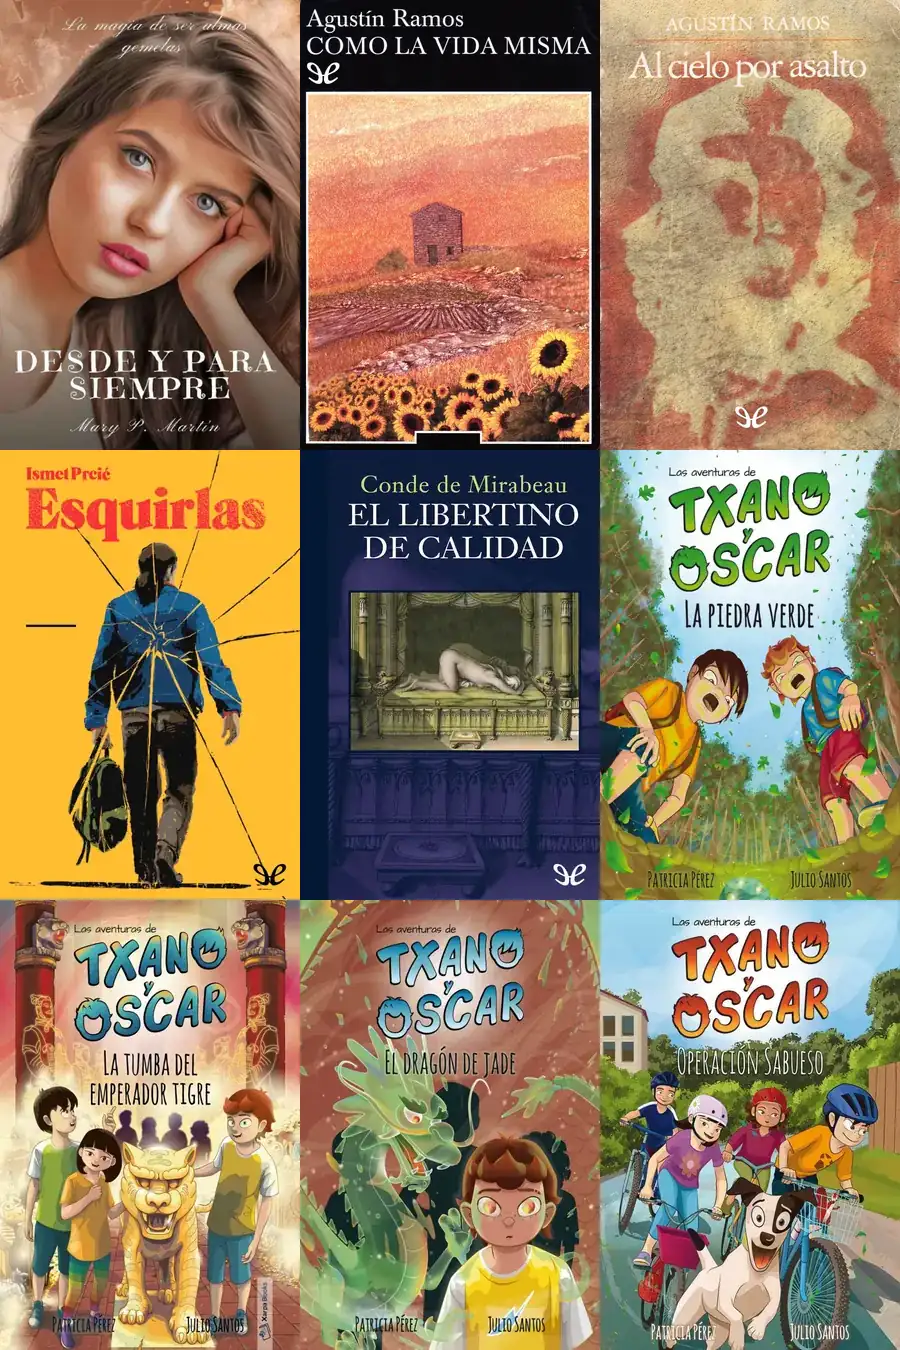 La magia de ser almas
gemelas
DESDE Y PARA
SIEMPRE
Mary P. Martín
Agustín Ramos
COMO LA VIDA MISMA
AGUSTÍN RAMOS
Al cielo por asalto
Ismet Prcić
Esquirlas
Conde de Mirabeau
EL LIBERTINO
DE CALIDAD
Las aventuras de
TXANO
Y
ÓSCAR
LA PIEDRA VERDE
PATRICIA PÉREZ
JULIO SANTOS
Las aventuras de
TXANO
Y
ÓSCAR
LA TUMBA DEL
EMPERADOR TIGRE
PATRICIA PÉREZ
JULIO SANTOS
Xarpa Books
Las aventuras de
TXANO
Y
ÓSCAR
EL DRAGÓN DE JADE
PATRICIA PÉREZ
JULIO SANTOS
Las aventuras de
TXANO
Y
ÓSCAR
OPERACIÓN SABUESO
PATRICIA PÉREZ
JULIO SANTOS